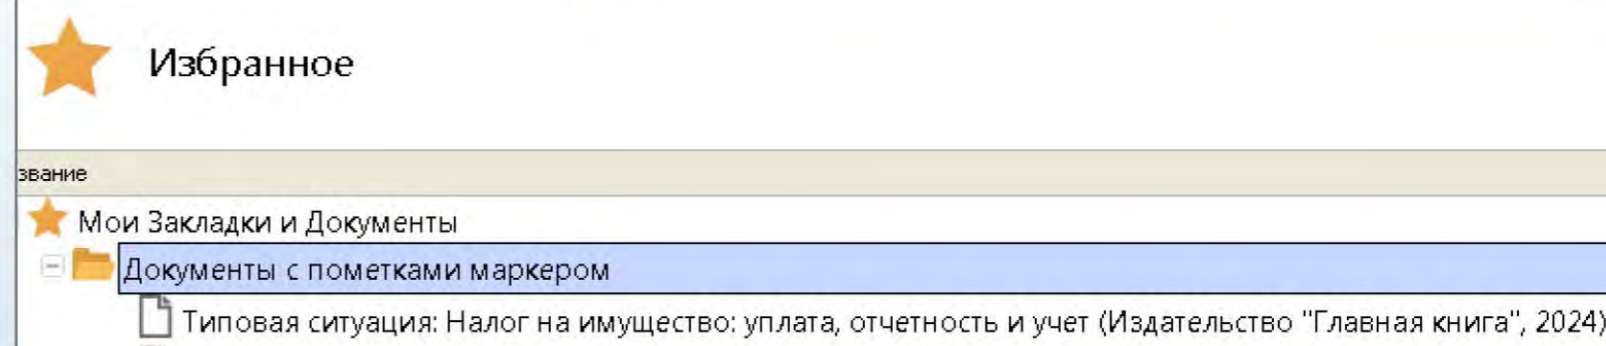 Избранное
звание
Мои Закладки и Документы
Документы с пометками маркером
Типовая ситуация: Налог на имущество: уплата, отчетность и учет (Издательство "Главная книга", 2024)